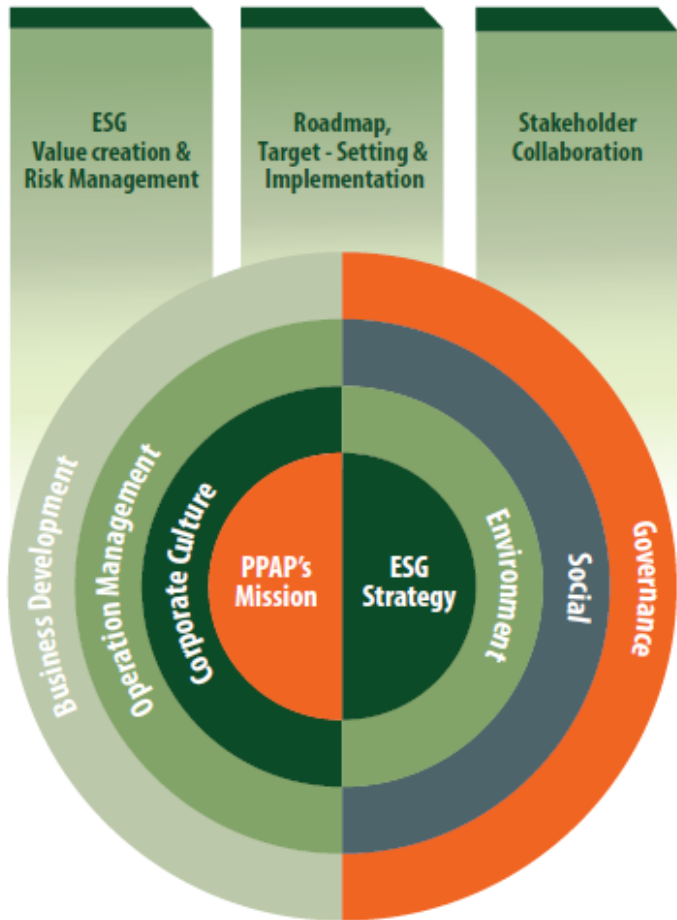 ESG
Value creation &
Risk Management
Roadmap,
Target - Setting &
Implementation
Stakeholder
Collaboration
Business Development
Operation Management
Corporate Culture
PPAP's
Mission
ESG
Strategy
Environment
Social
Governance